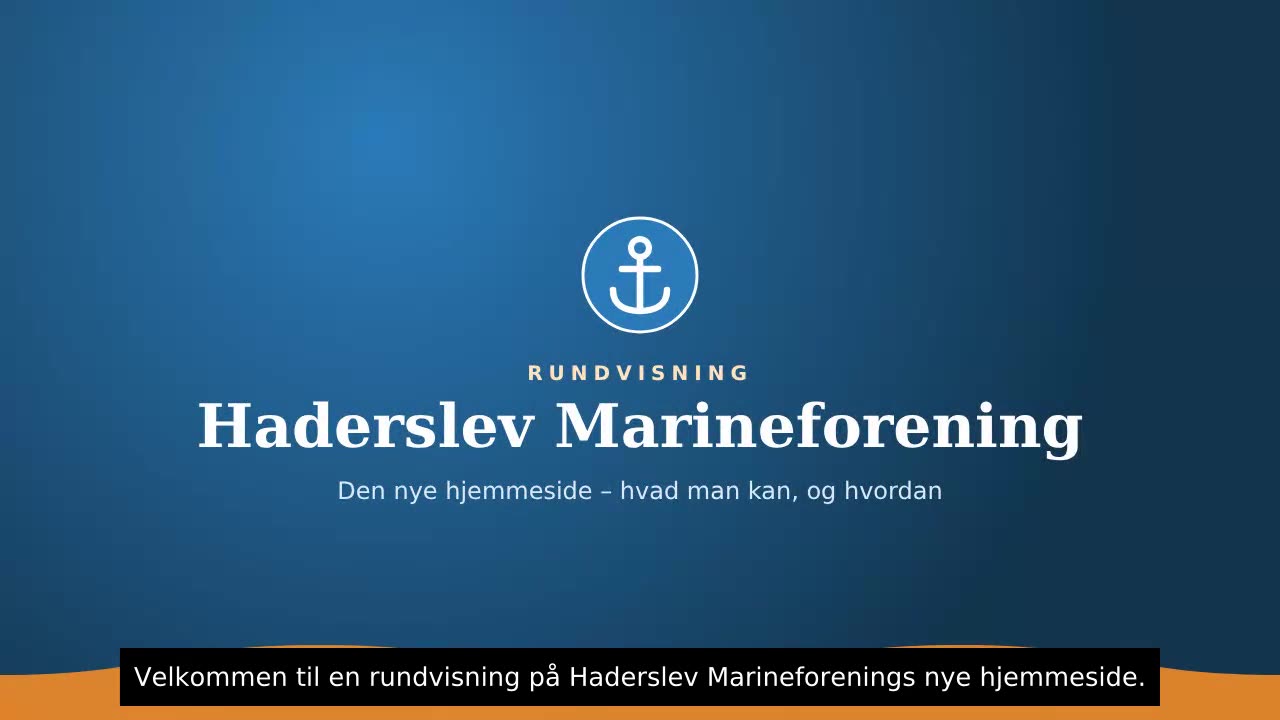 RUNDVISNING
Haderslev Marineforening
Den nye hjemmeside – hvad man kan, og hvordan
Velkommen til en rundvisning på Haderslev Marineforenings nye hjemmeside.